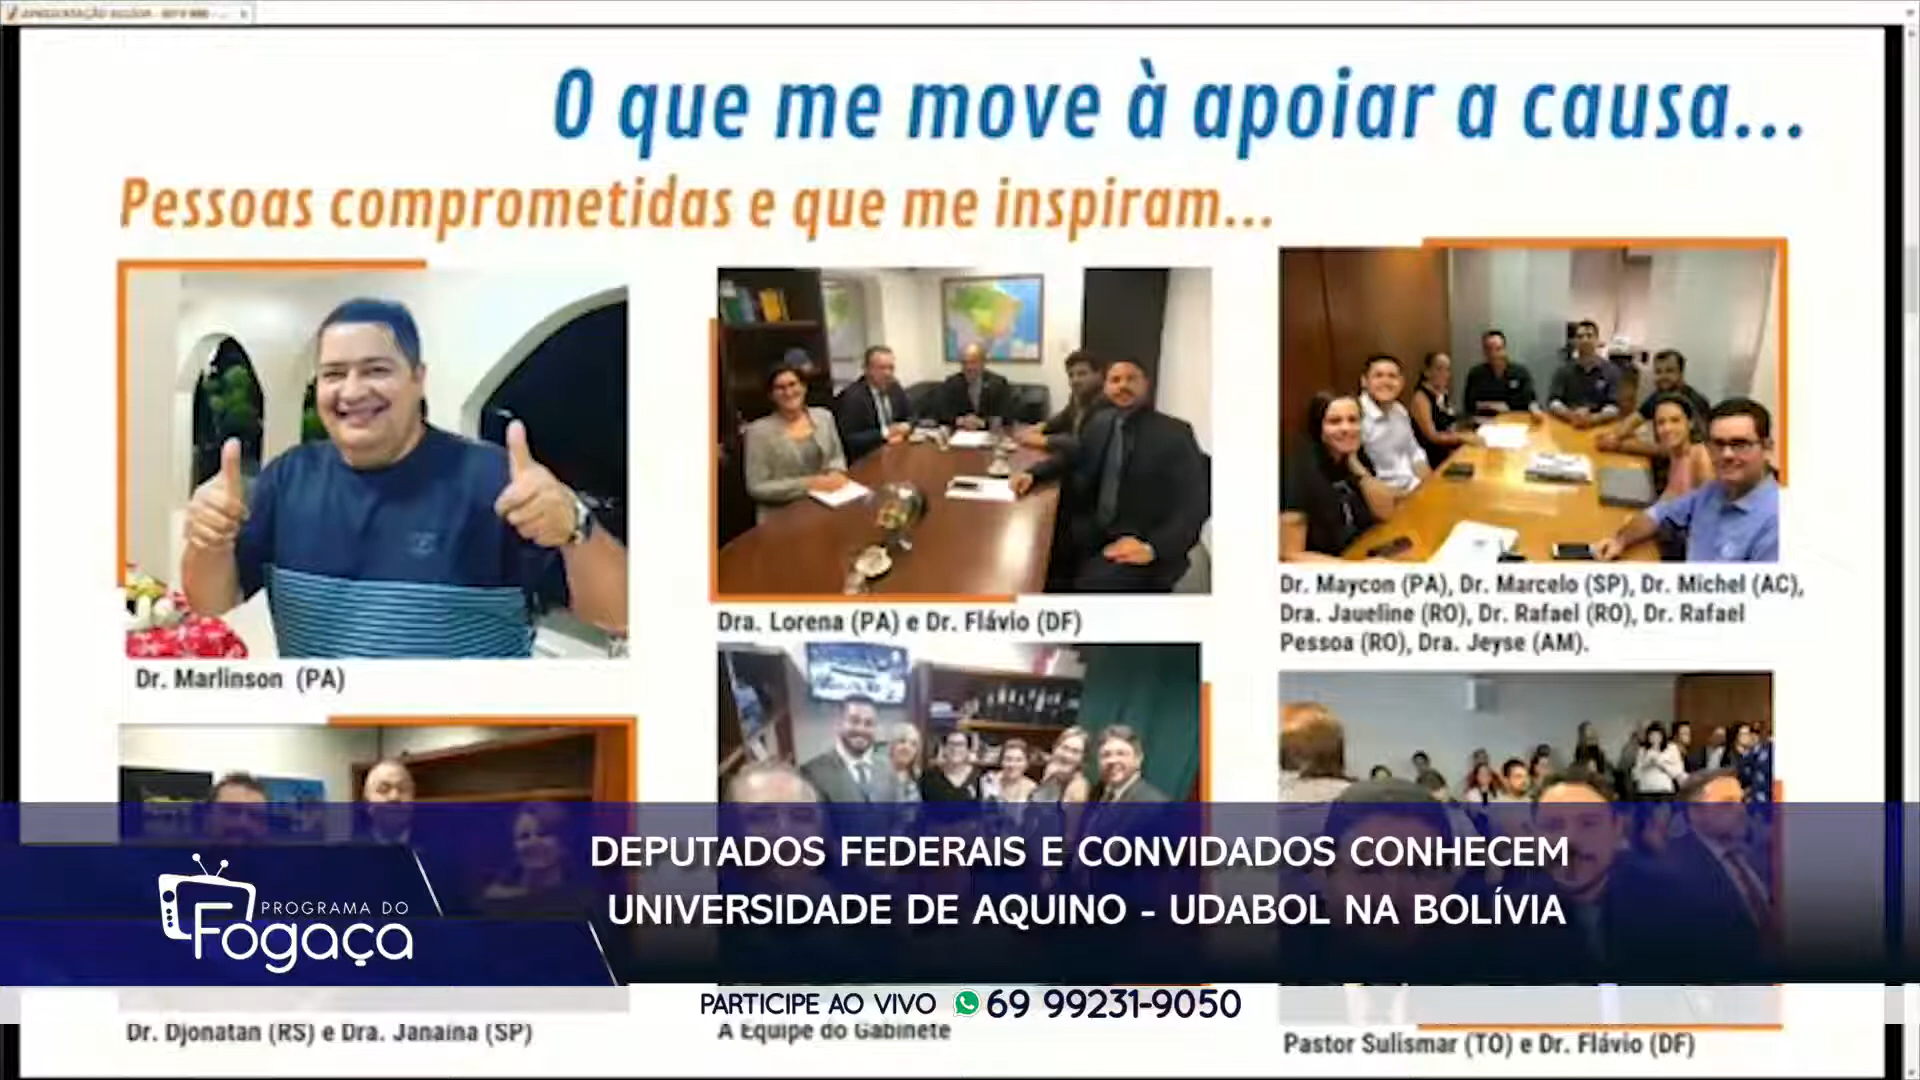 O que me move à apoiar a causa...
Pessoas comprometidas e que me inspiram...
Dr. Marlinson (PA)
Dra. Lorena (PA) e Dr. Flávio (DF)
Dr. Maycon (PA), Dr. Marcelo (SP), Dr. Michel (AC),
Dra. Jaueline (RO), Dr. Rafael (RO), Dr. Rafael
Pessoa (RO), Dra. Jeyse (AM).
DEPUTADOS FEDERAIS E CONVIDADOS CONHECEM
UNIVERSIDADE DE AQUINO - UDABOL NA BOLÍVIA
PROGRAMA DO
Fogaça
PARTICIPE AO VIVO 69 99231-9050
Dr. Djonatan (RS) e Dra. Janaina (SP)
A Equipe do Gabinete
Pastor Sulismar (TO) e Dr. Flávio (DF)